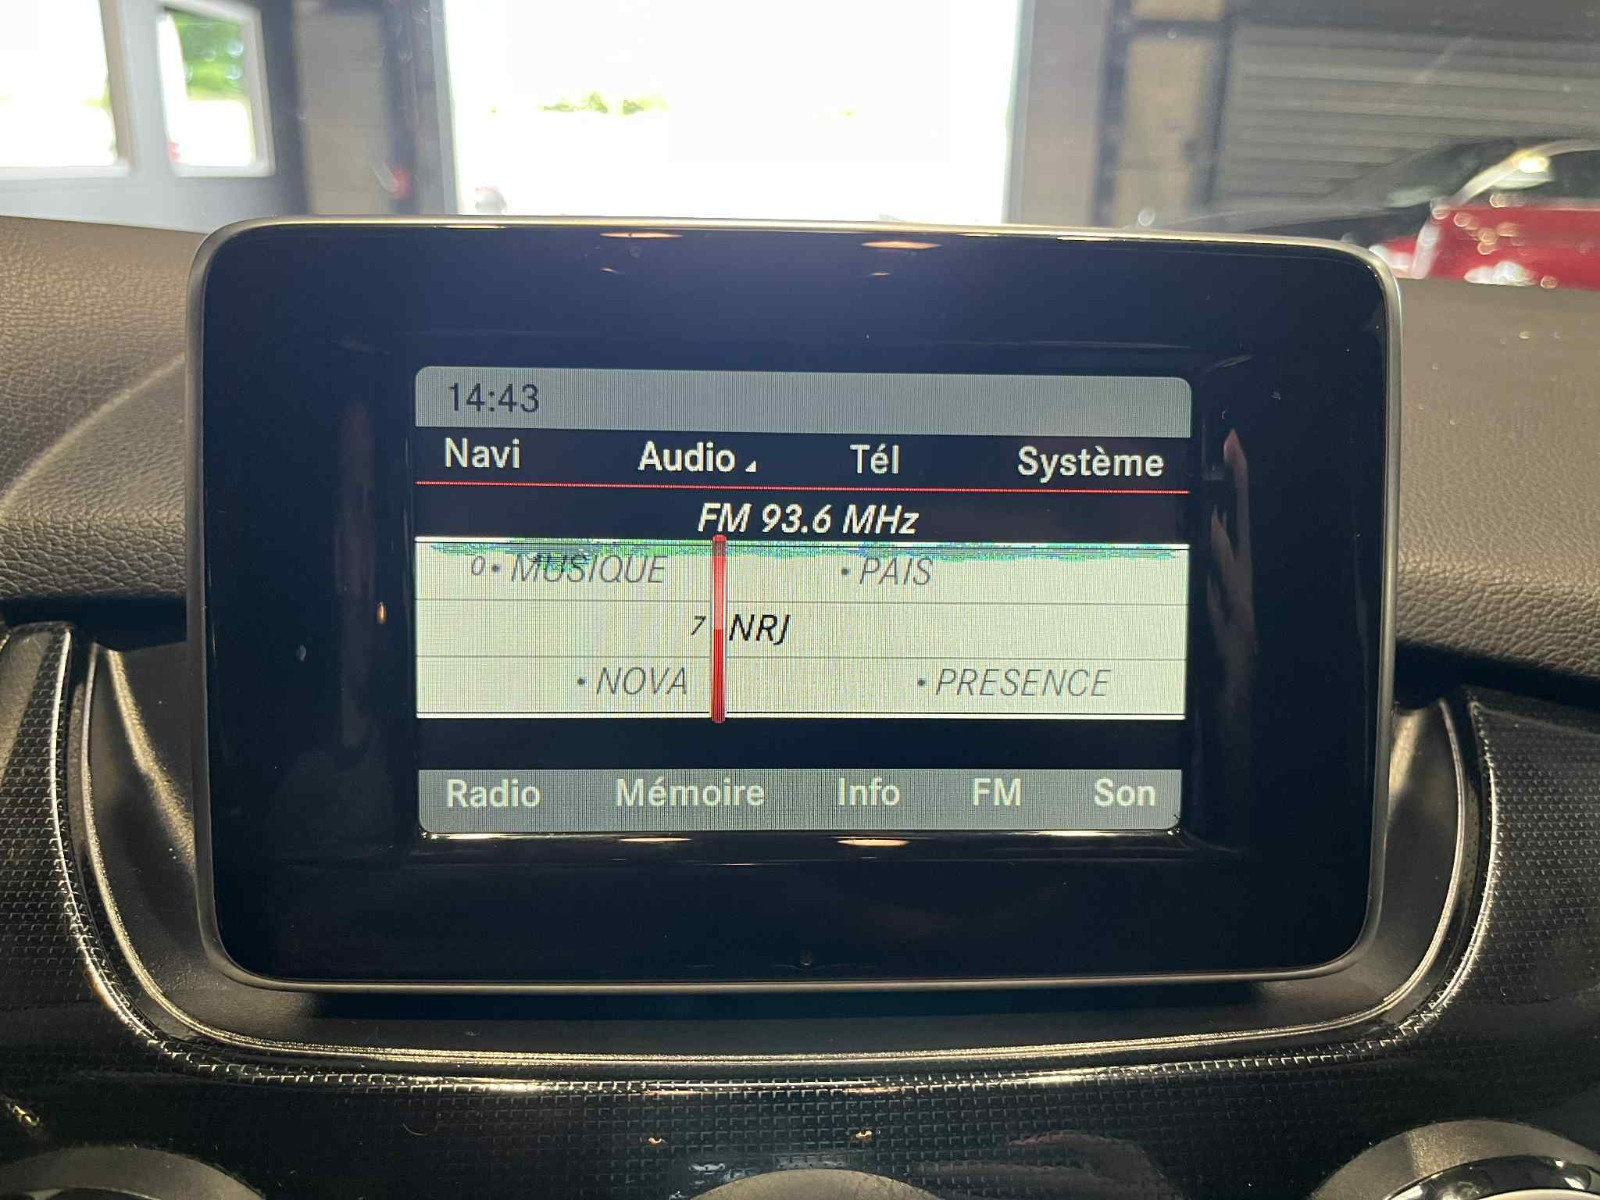 14:43
Navi Audio Tél Système
FM 93.6 MHz
0 • MUSIQUE • PAIS
7 NRJ
• NOVA • PRESENCE
Radio Mémoire Info FM Son